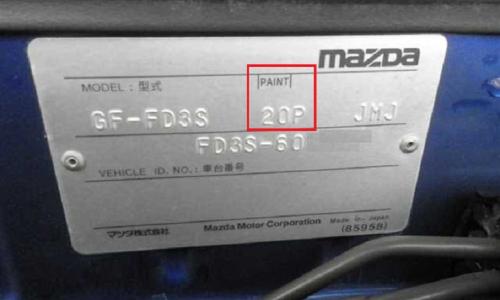 mazda
MODEL: 型式 PAINT
GF-FD3S 20P JMJ
FD3S-60
VEHICLE ID. NO.: 車台番号
マツダ株式会社 Mazda Motor Corporation Made in Japan
(85958)